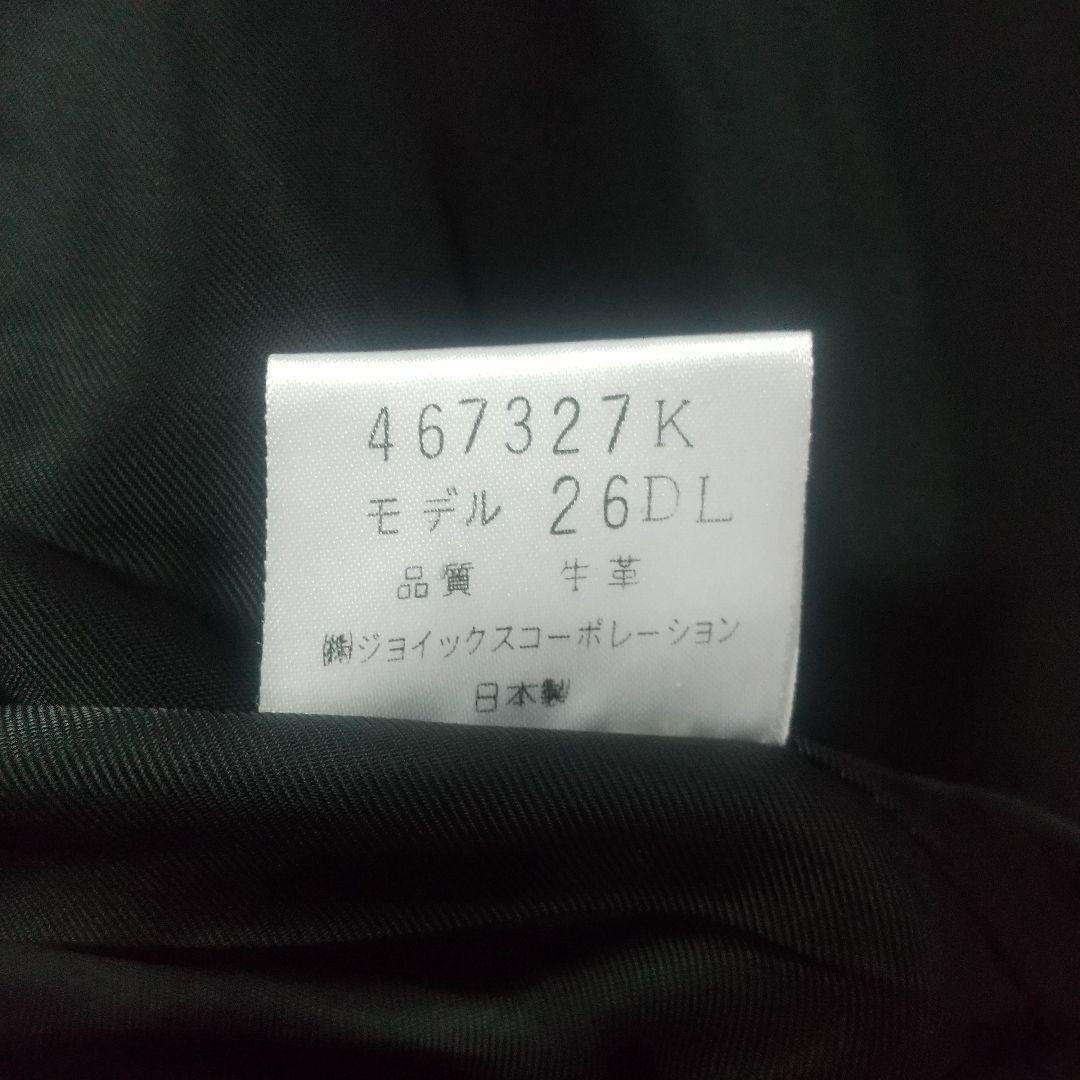 467327K
モデル 26DL
品質 牛革
㈱ジョイックスコーポレーション
日本製